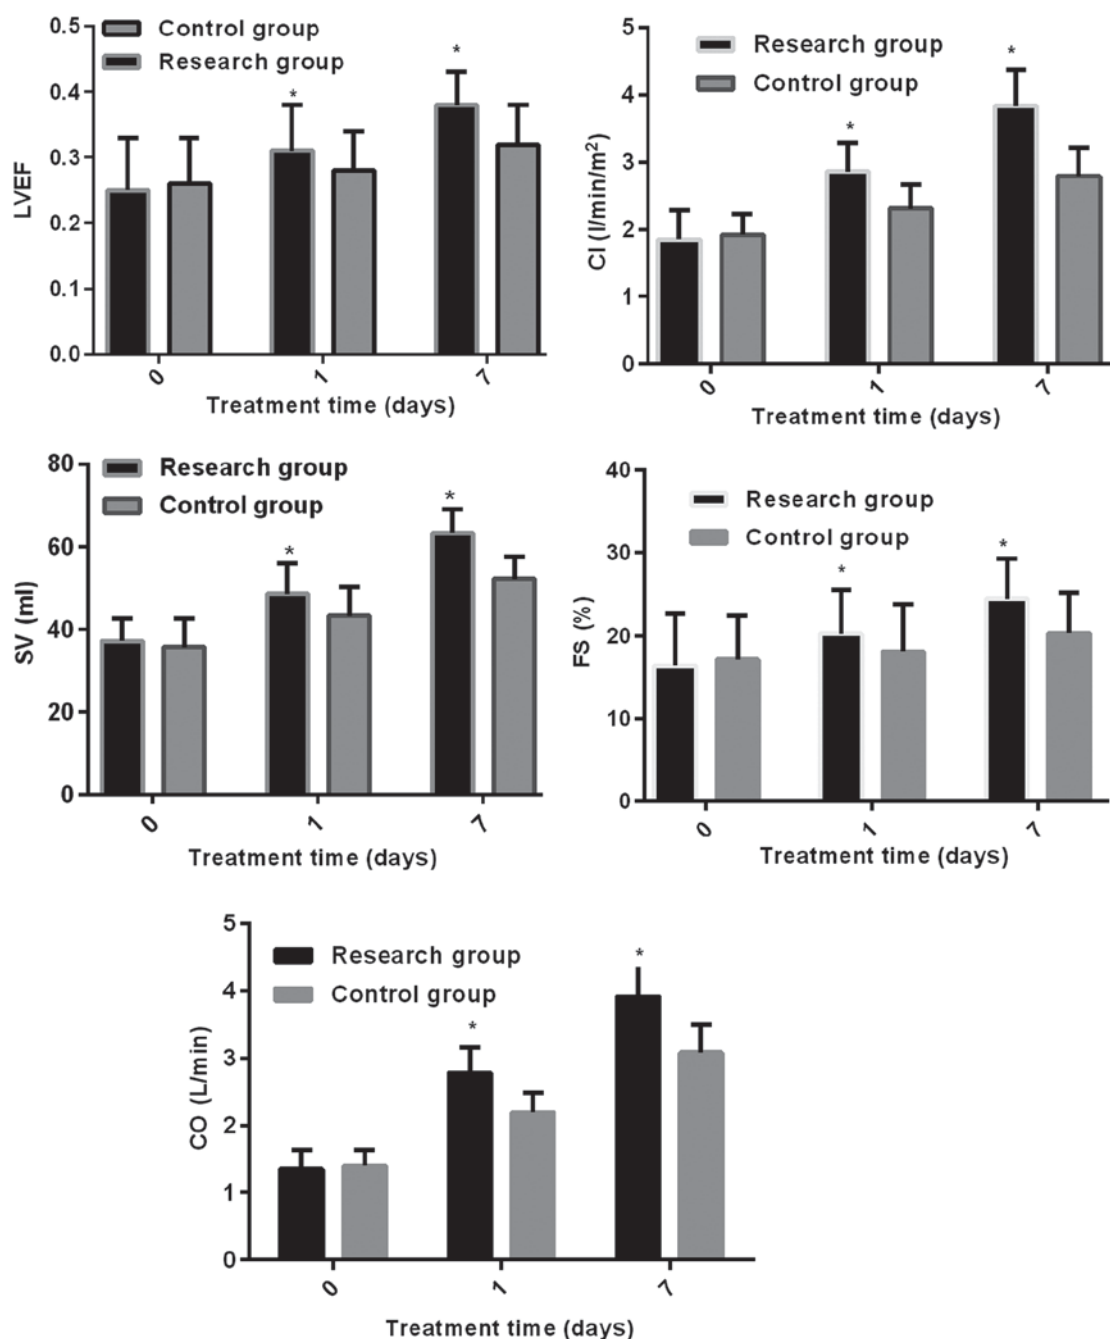 0.5
0.4
0.3
0.2
0.1
0.0
LVEF
Control group
Research group
*
*
0
1
7
Treatment time (days)
5
4
3
2
1
0
CI (l/min/m²)
Research group
Control group
*
*
0
1
7
Treatment time (days)
80
60
40
20
0
SV (ml)
Research group
Control group
*
*
0
1
7
Treatment time (days)
40
30
20
10
0
FS (%)
Research group
Control group
*
*
0
1
7
Treatment time (days)
5
4
3
2
1
0
CO (L/min)
Research group
Control group
*
*
0
1
7
Treatment time (days)